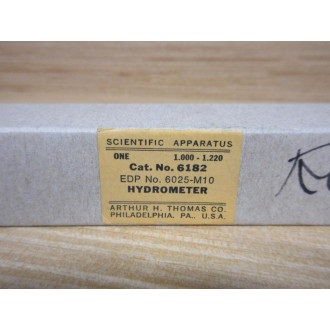 SCIENTIFIC APPARATUS
ONE 1.000 - 1.220
Cat. No. 6182
EDP No. 6025-M10
HYDROMETER
ARTHUR H. THOMAS CO.
PHILADELPHIA, PA., U.S.A.